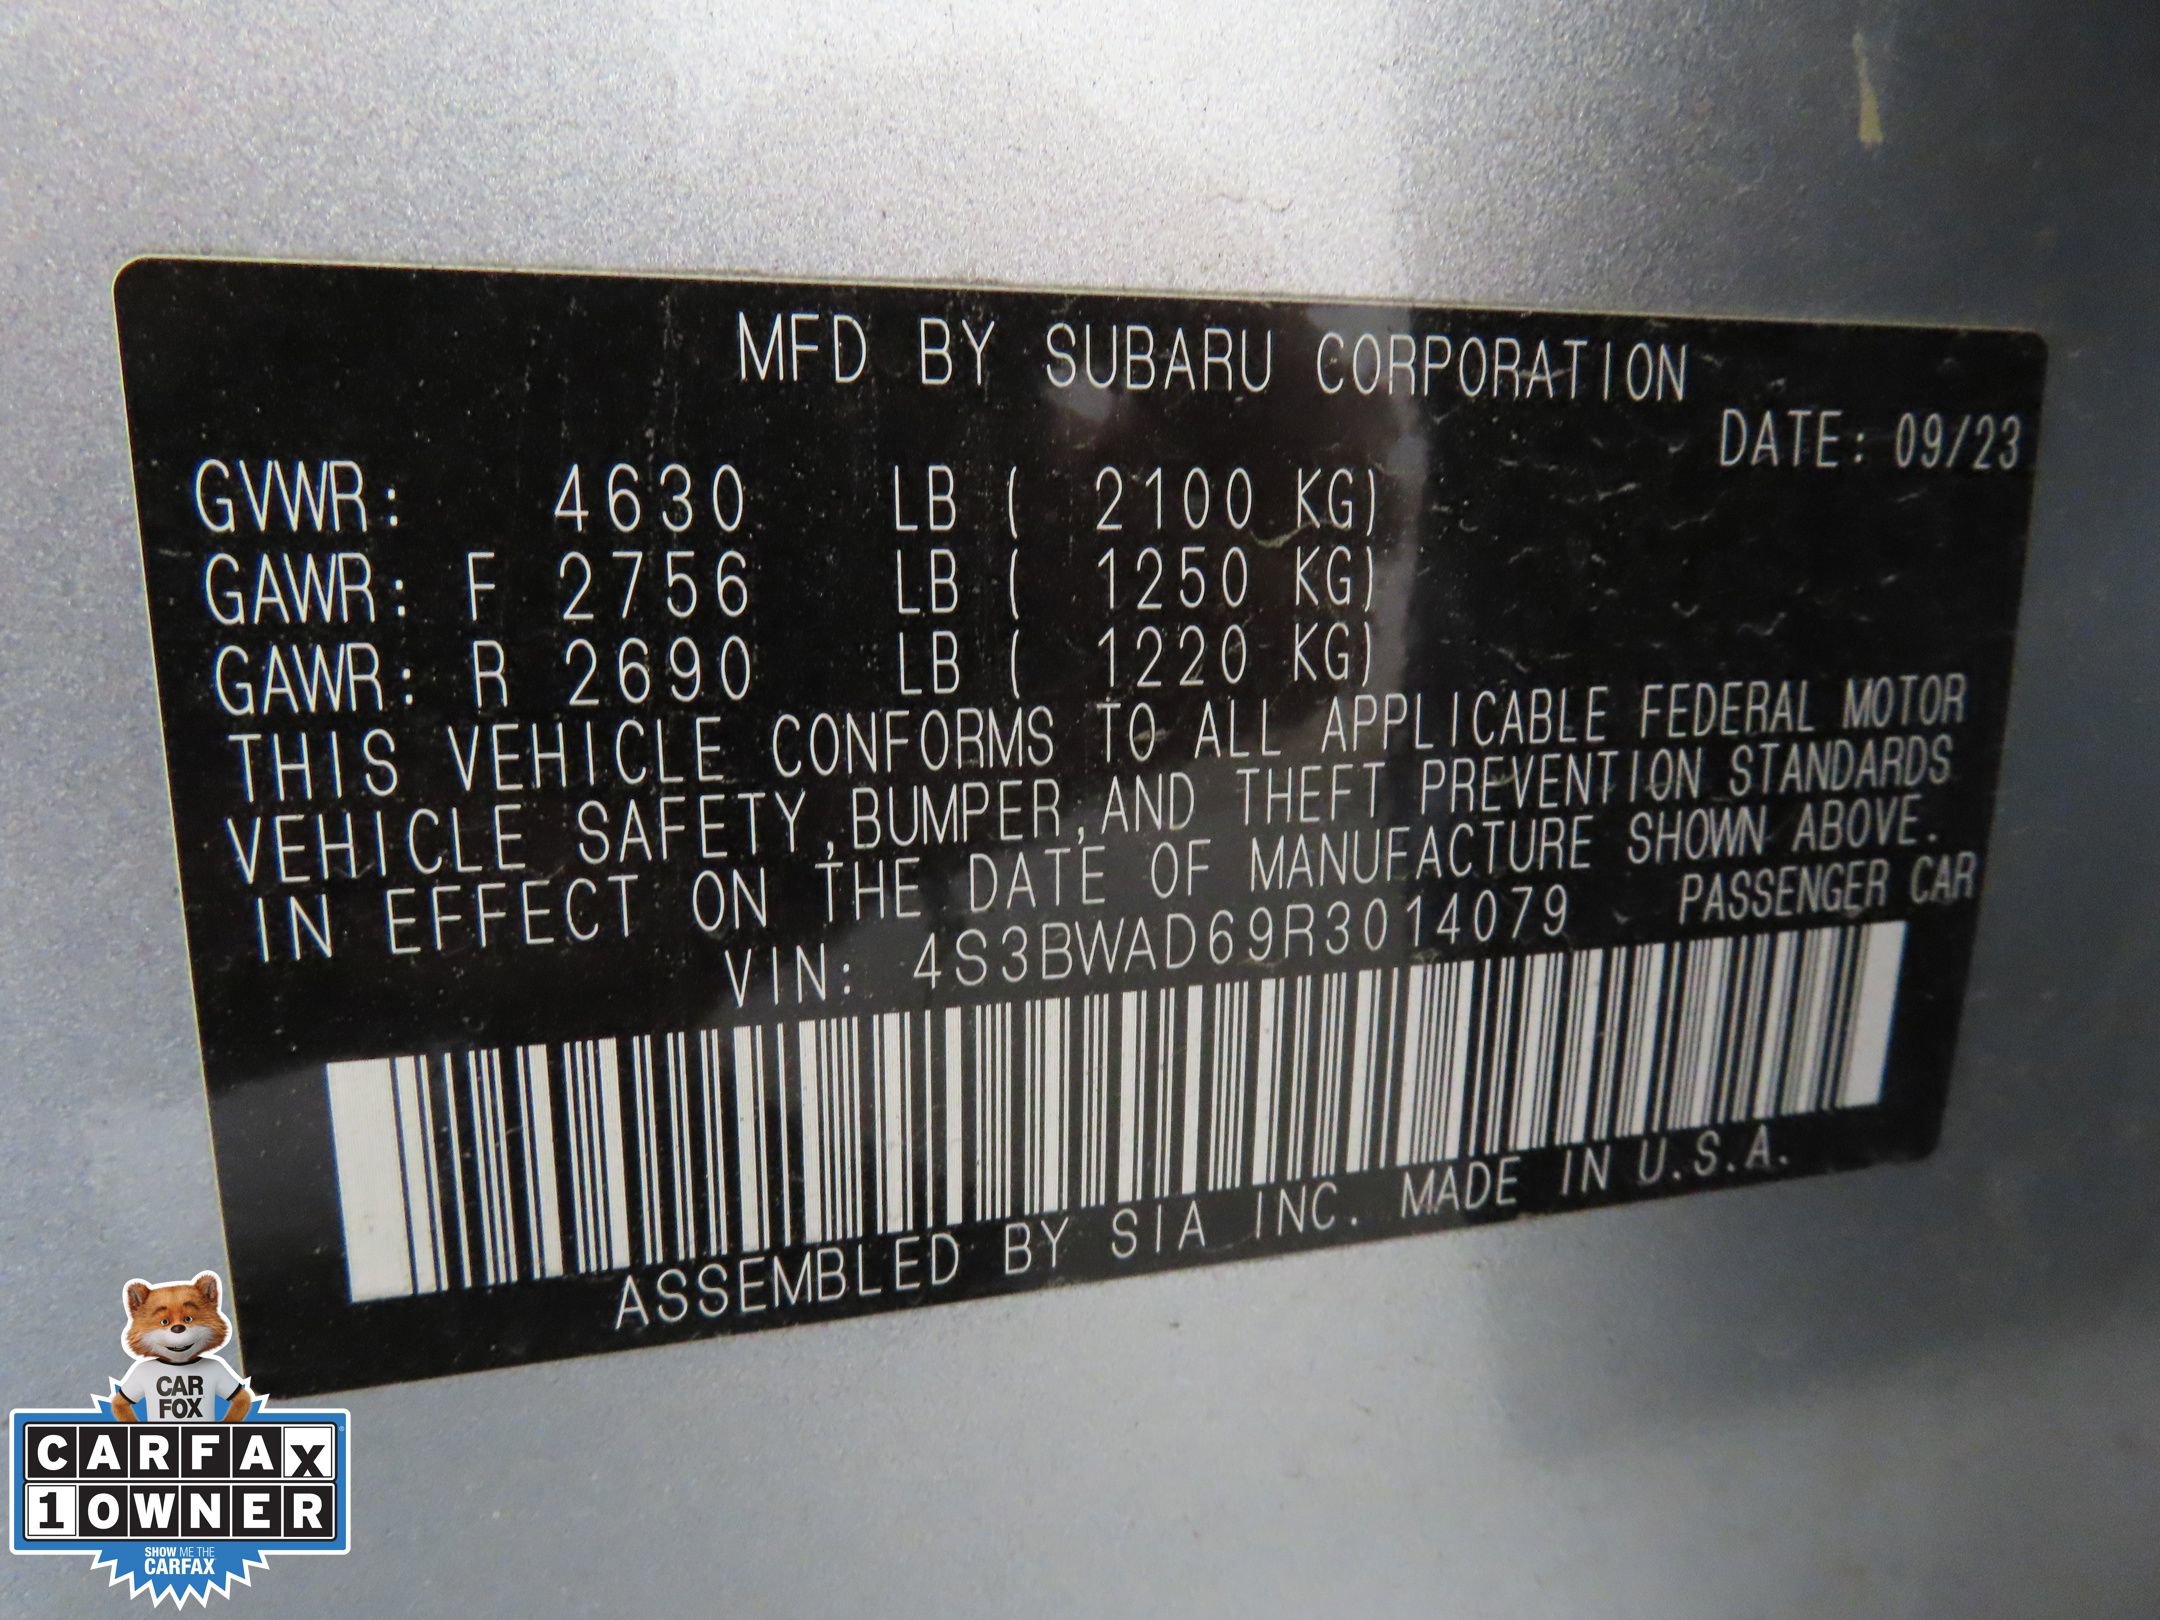 MFD BY SUBARU CORPORATION
DATE: 09/23
GVWR: 4630 LB ( 2100 KG)
GAWR: F 2756 LB ( 1250 KG)
GAWR: R 2690 LB ( 1220 KG)
THIS VEHICLE CONFORMS TO ALL APPLICABLE FEDERAL MOTOR
VEHICLE SAFETY,BUMPER,AND THEFT PREVENTION STANDARDS
IN EFFECT ON THE DATE OF MANUFACTURE SHOWN ABOVE.
VIN: 4S3BWAD69R3014079 PASSENGER CAR
ASSEMBLED BY SIA INC. MADE IN U.S.A.
CAR
FOX
CARFAX
1 OWNER
SHOW ME THE
CARFAX